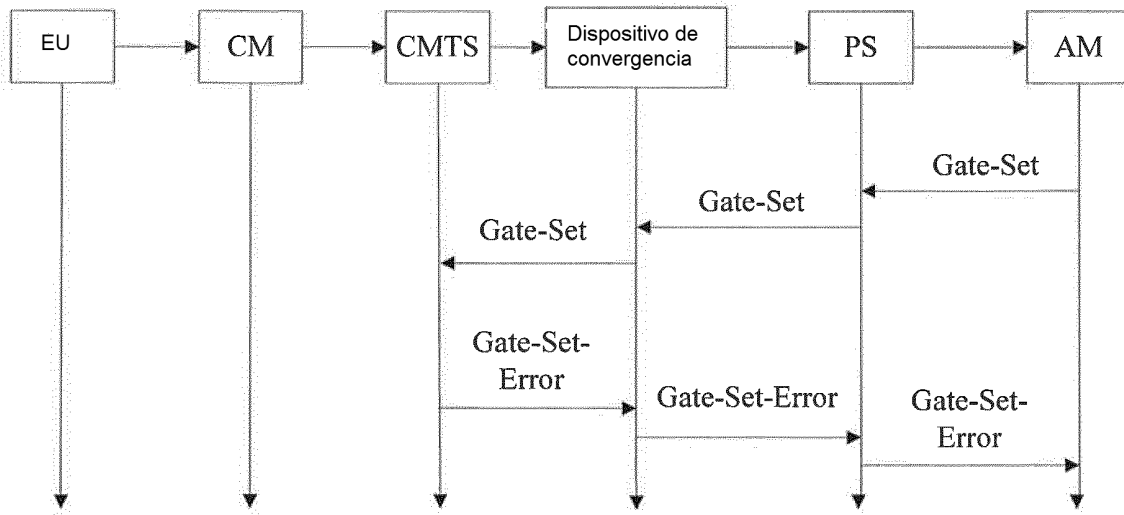 EU
CM
CMTS
Dispositivo de
convergencia
PS
AM
Gate-Set
Gate-Set
Gate-Set
Gate-Set-
Error
Gate-Set-Error
Gate-Set-
Error